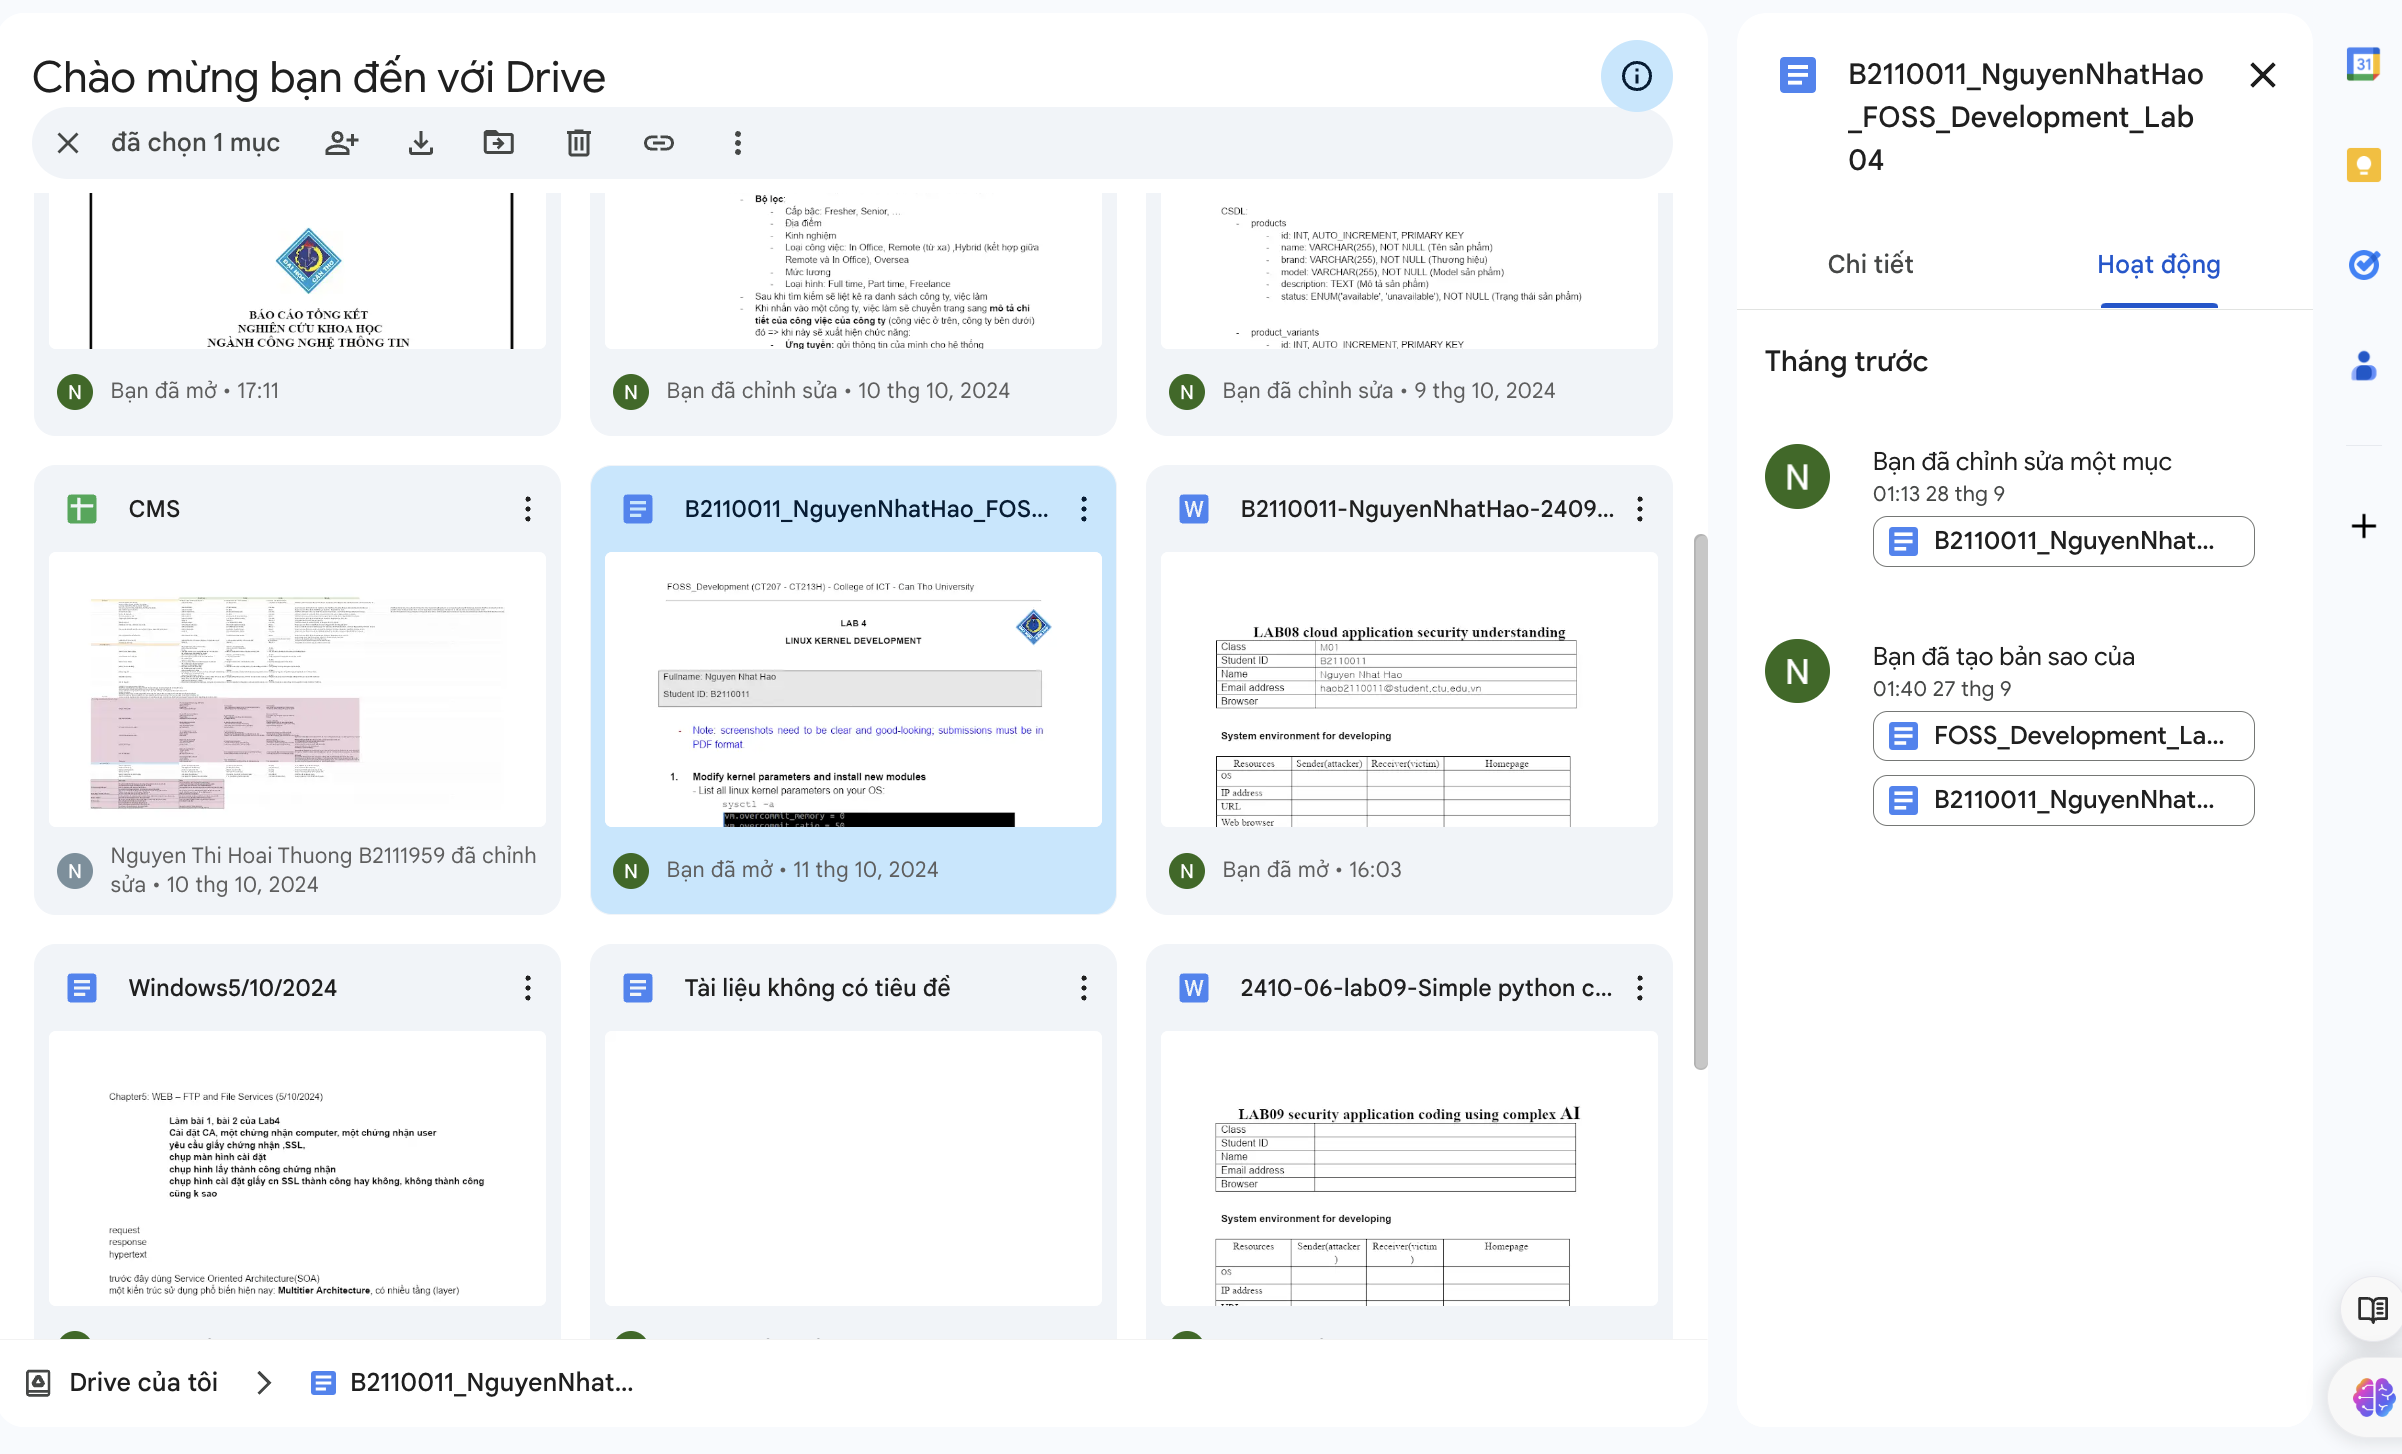 Chào mừng bạn đến với Drive
đã chọn 1 mục
ĐẠI HỌC
CẦN THƠ
BÁO CÁO TỔNG KẾT
NGHIÊN CỨU KHOA HỌC
NGÀNH CÔNG NGHỆ THÔNG TIN
N
Bạn đã mở • 17:11
- Bộ lọc:
- Cấp bậc: Fresher, Senior, ...
- Địa điểm
- Kinh nghiệm
- Loại công việc: In Office, Remote (từ xa) ,Hybrid (kết hợp giữa
Remote và In Office), Oversea
- Mức lương
- Loại hình: Full time, Part time, Freelance
- Sau khi tìm kiếm sẽ liệt kê ra danh sách công ty, việc làm
- Khi nhấn vào một công ty, việc làm sẽ chuyển trang sang mô tả chi
tiết của công việc của công ty (công việc ở trên, công ty bên dưới)
đó => khi này sẽ xuất hiện chức năng:
- Ứng tuyển: gửi thông tin của mình cho hệ thống
N
Bạn đã chỉnh sửa • 10 thg 10, 2024
CSDL:
- products
- id: INT, AUTO_INCREMENT, PRIMARY KEY
- name: VARCHAR(255), NOT NULL (Tên sản phẩm)
- brand: VARCHAR(255), NOT NULL (Thương hiệu)
- model: VARCHAR(255), NOT NULL (Model sản phẩm)
- description: TEXT (Mô tả sản phẩm)
- status: ENUM('available', 'unavailable'), NOT NULL (Trạng thái sản phẩm)
- product_variants
- id: INT, AUTO_INCREMENT, PRIMARY KEY
N
Bạn đã chỉnh sửa • 9 thg 10, 2024
CMS
N
Nguyen Thi Hoai Thuong B2111959 đã chỉnh
sửa • 10 thg 10, 2024
B2110011_NguyenNhatHao_FOS...
FOSS_Development (CT207 - CT213H) - College of ICT - Can Tho University
LAB 4
LINUX KERNEL DEVELOPMENT
Fullname: Nguyen Nhat Hao
Student ID: B2110011
- Note: screenshots need to be clear and good-looking; submissions must be in
PDF format
1. Modify kernel parameters and install new modules
- List all linux kernel parameters on your OS:
sysctl -a
vm.overcommit_memory = 0
vm.overcommit_ratio = 50
N
Bạn đã mở • 11 thg 10, 2024
W
B2110011-NguyenNhatHao-2409...
LAB08 cloud application security understanding
Class M01
Student ID B2110011
Name Nguyen Nhat Hao
Email address haob2110011@student.ctu.edu.vn
Browser
System environment for developing
Resources Sender(attacker) Receiver(victim) Homepage
OS
IP address
URL
Web browser
N
Bạn đã mở • 16:03
Windows5/10/2024
Chapter5: WEB – FTP and File Services (5/10/2024)
Làm bài 1, bài 2 của Lab4
Cài đặt CA, một chứng nhận computer, một chứng nhận user
yêu cầu giấy chứng nhận ,SSL,
chụp màn hình cài đặt
chụp hình lấy thành công chứng nhận
chụp hình cài đặt giấy cn SSL thành công hay không, không thành công
cũng k sao
request
response
hypertext
trước đây dùng Service Oriented Architecture(SOA)
một kiến trúc sử dụng phổ biến hiện nay: Multitier Architecture, có nhiều tầng (layer)
Tài liệu không có tiêu đề
W
2410-06-lab09-Simple python c...
LAB09 security application coding using complex AI
Class
Student ID
Name
Email address
Browser
System environment for developing
Resources Sender(attacker Receiver(victim Homepage
) )
OS
IP address
URL
Drive của tôi
B2110011_NguyenNhat...
B2110011_NguyenNhatHao
_FOSS_Development_Lab
04
Chi tiết
Hoạt động
Tháng trước
N
Bạn đã chỉnh sửa một mục
01:13 28 thg 9
B2110011_NguyenNhat...
N
Bạn đã tạo bản sao của
01:40 27 thg 9
FOSS_Development_La...
B2110011_NguyenNhat...
31